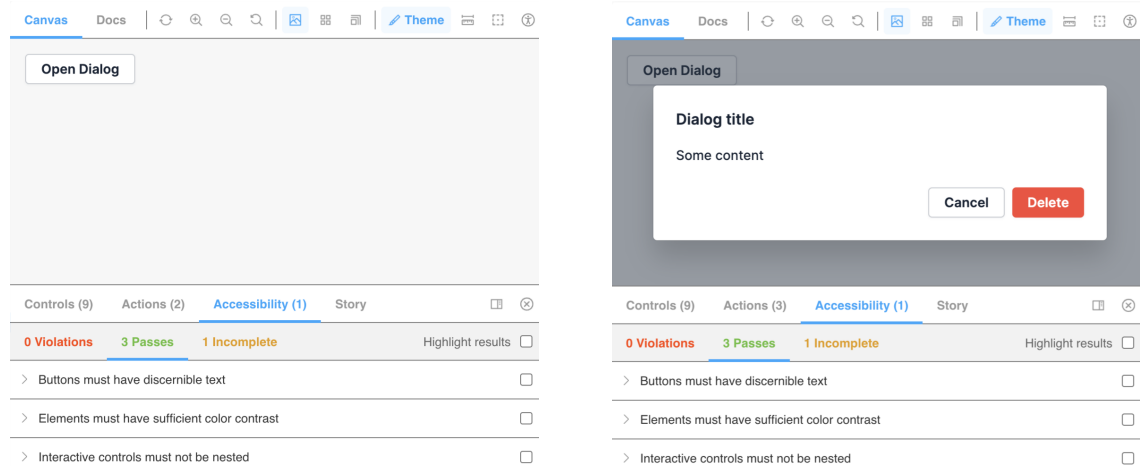 Canvas Docs Theme
Open Dialog
Controls (9) Actions (2) Accessibility (1) Story
0 Violations 3 Passes 1 Incomplete Highlight results
Buttons must have discernible text
Elements must have sufficient color contrast
Interactive controls must not be nested
Canvas Docs Theme
Open Dialog
Dialog title
Some content
Cancel Delete
Controls (9) Actions (3) Accessibility (1) Story
0 Violations 3 Passes 1 Incomplete Highlight results
Buttons must have discernible text
Elements must have sufficient color contrast
Interactive controls must not be nested